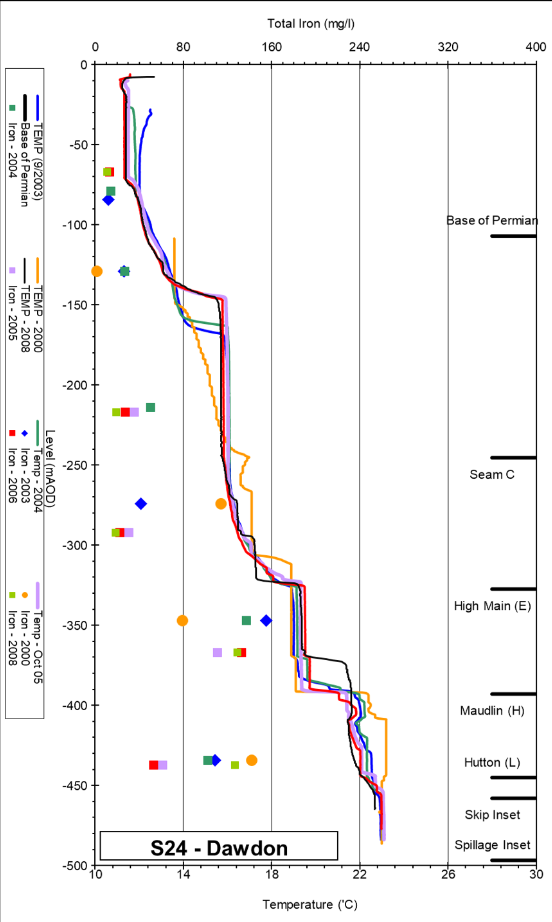 Total Iron (mg/l)
0 80 160 240 320 400
0
-50
-100
-150
-200
-250
-300
-350
-400
-450
-500
Level (mAOD)
Base of Permian
Seam C
High Main (E)
Maudlin (H)
Hutton (L)
Skip Inset
Spillage Inset
S24 - Dawdon
10 14 18 22 26 30
Temperature ('C)
TEMP (9/2003)
TEMP - 2000
Temp - 2004
Temp - Oct 05
Base of Permian
TEMP - 2008
Iron - 2003
Iron - 2000
Iron - 2004
Iron - 2005
Iron - 2006
Iron - 2008